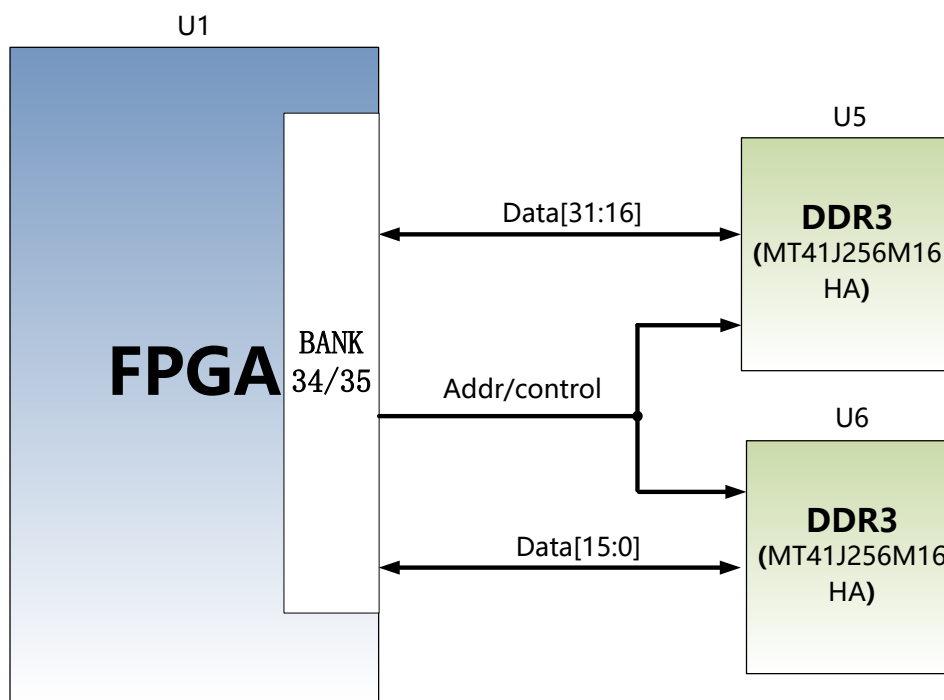 U1
U5
Data[31:16]
DDR3
(MT41J256M16
HA)
FPGA
BANK
34/35
Addr/control
U6
Data[15:0]
DDR3
(MT41J256M16
HA)